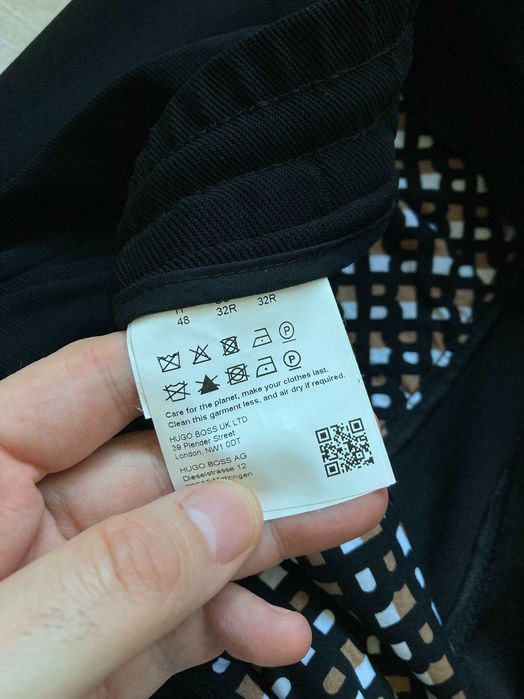 48 32R 32R
P
P
Care for the planet, make your clothes last.
Clean this garment less, and air dry if required.
HUGO BOSS UK LTD
39 Plender Street
London, NW1 0DT
HUGO BOSS AG
Dieselstrasse 12
Metzingen